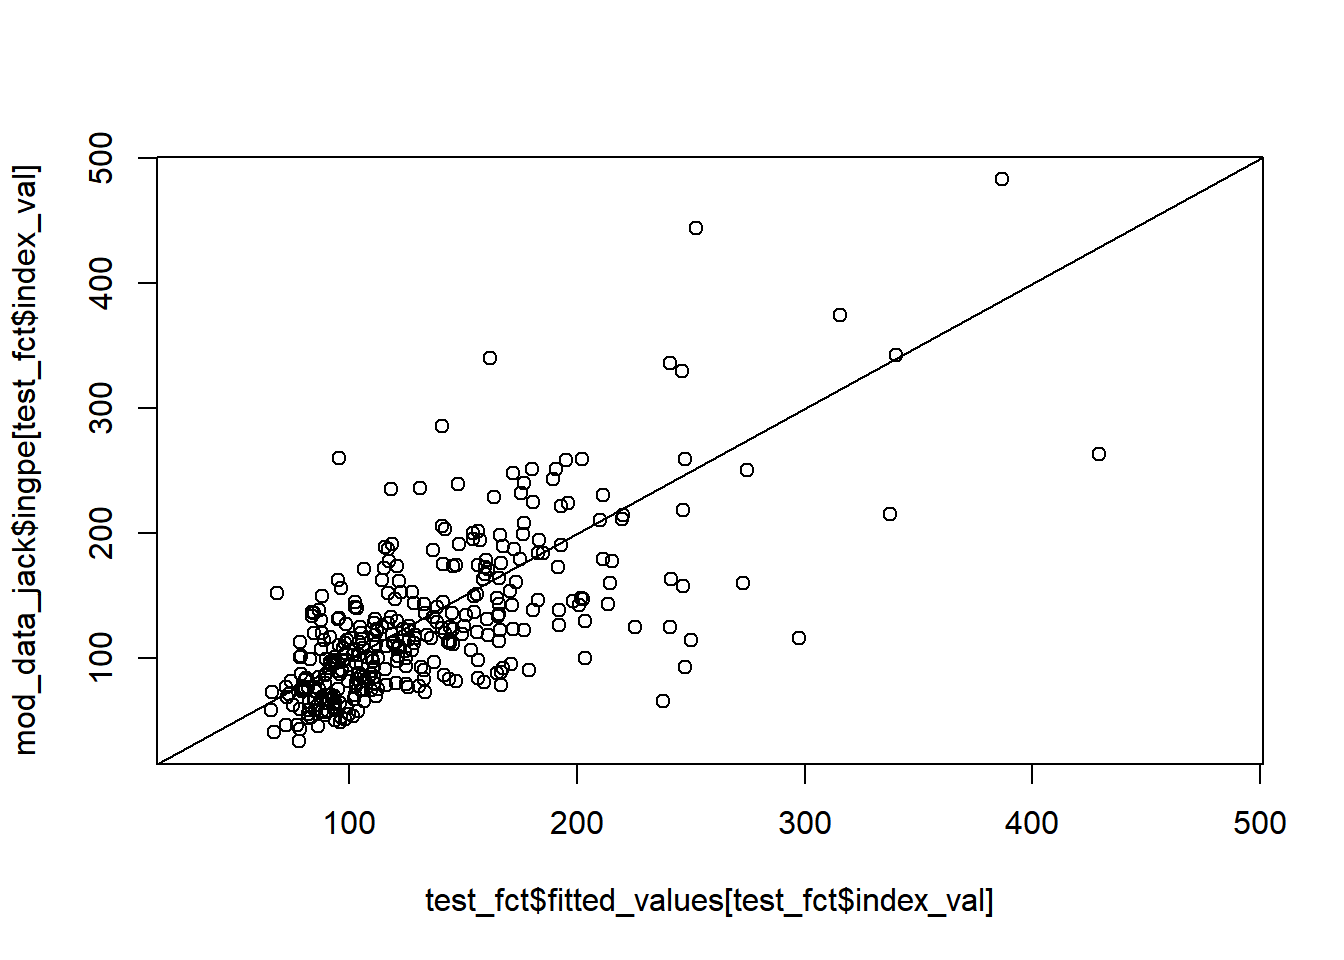 mod_data_jack$ingpe[test_fct$index_val]
500
400
300
200
100
100 200 300 400 500
test_fct$fitted_values[test_fct$index_val]